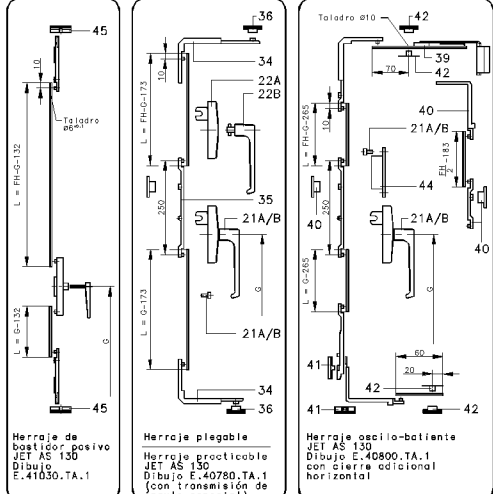 45
10
Taladro
ø6
L = FH-G-132
L = G-132
G
45
Herraje de
bastidor pasivo
JET AS 130
Dibujo
E.41030.TA.1
36
34
10
22A
22B
L = FH-G-173
35
250
21A/B
G
L = G-173
21A/B
34
36
Herraje plegable
Herraje practicable
JET AS 130
Dibujo E.40780.TA.1
(con transmisión de
Taladro Ø10
42
39
70
42
10
40
21A/B
L = FH-G-265
FH -183
2
44
250
40
21A/B
40
L = G-265
G
60
20
41
42
41
42
Herraje oscilo-batiente
JET AS 130
Dibujo E.40800.TA.1
con cierre adicional
horizontal